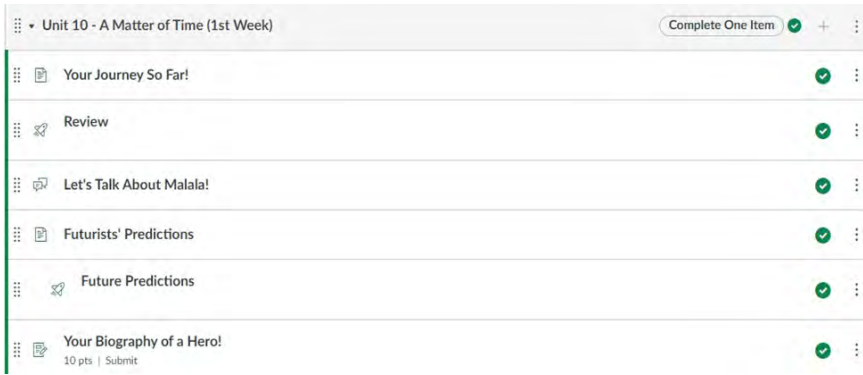 Unit 10 - A Matter of Time (1st Week)
Complete One Item
Your Journey So Far!
Review
Let's Talk About Malala!
Futurists' Predictions
Future Predictions
Your Biography of a Hero!
10 pts | Submit